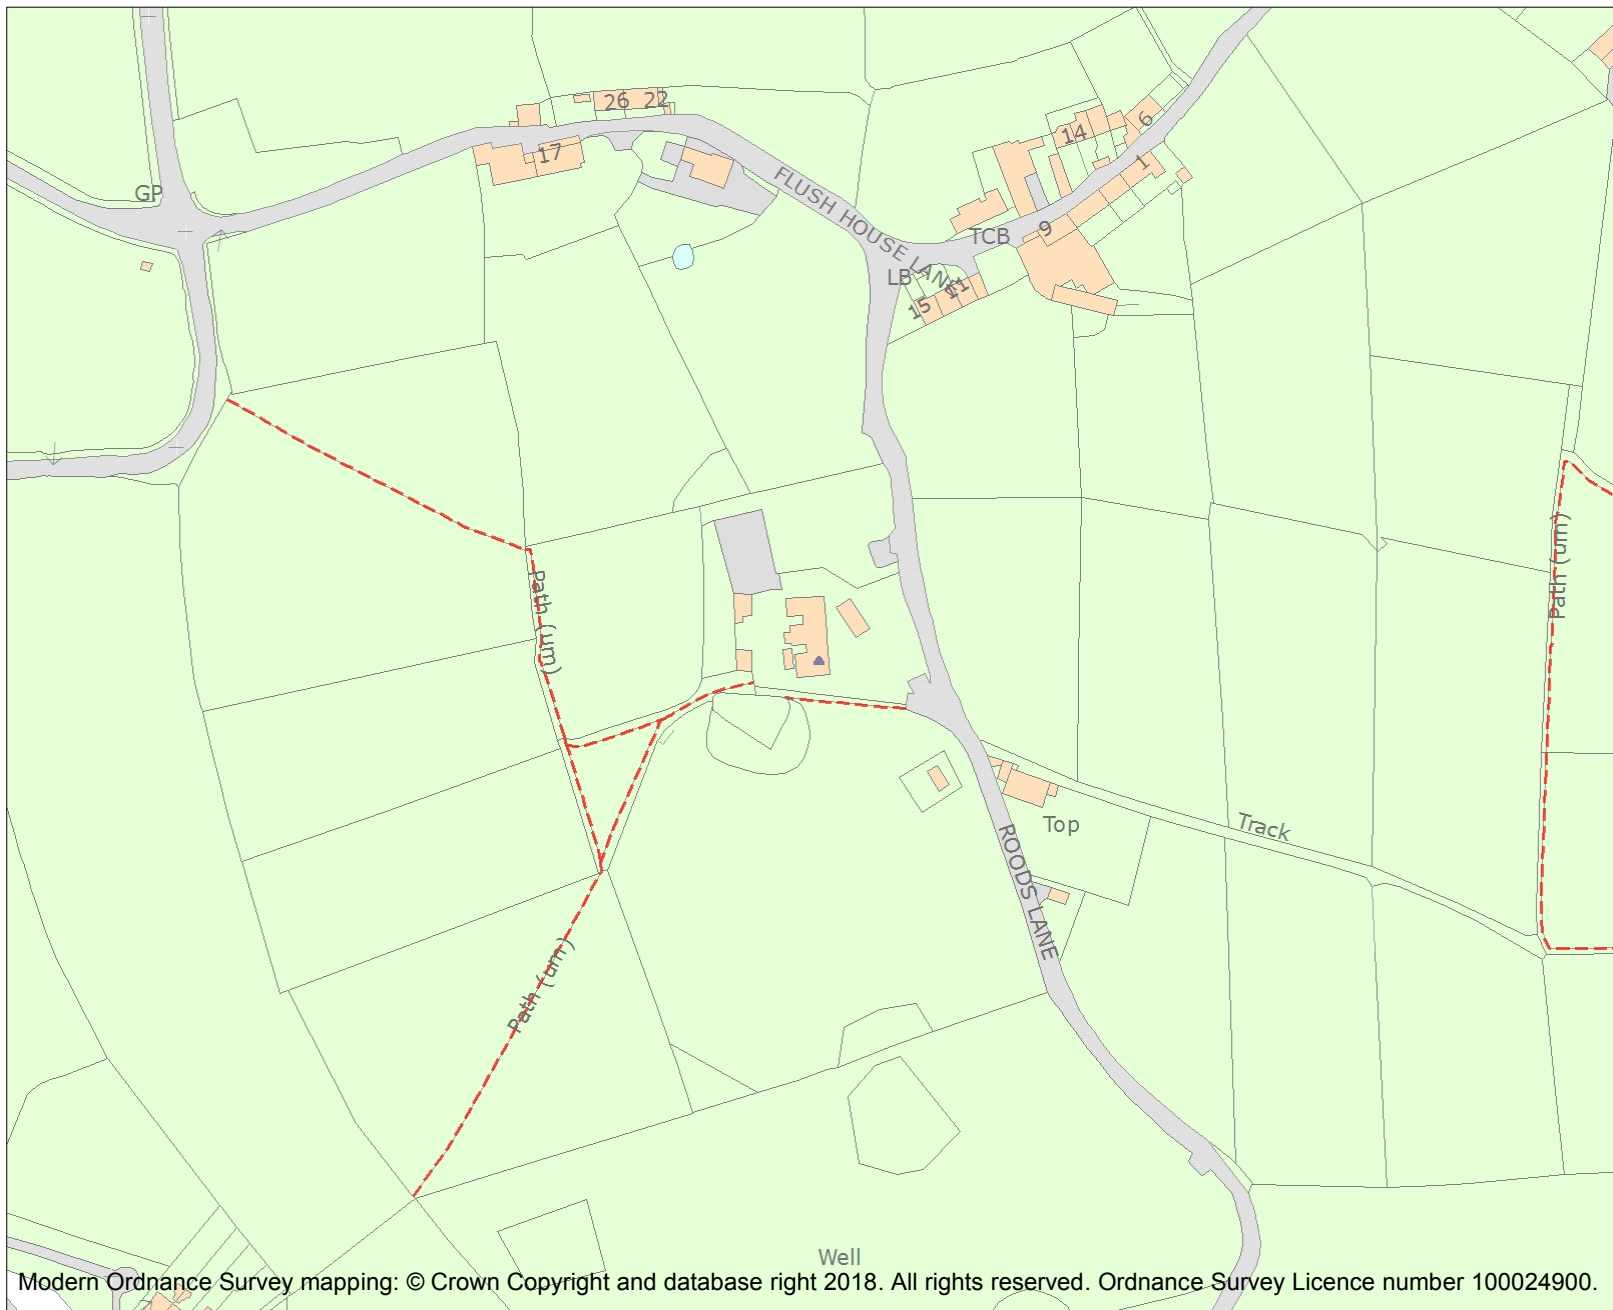 26 22
17
14
6
1
GP
FLUSH HOUSE LANE
TCB
9
LB
11
15
Path (um)
Path (um)
Top
Track
ROODS LANE
Path (um)
Well
Modern Ordnance Survey mapping: © Crown Copyright and database right 2018. All rights reserved. Ordnance Survey Licence number 100024900.